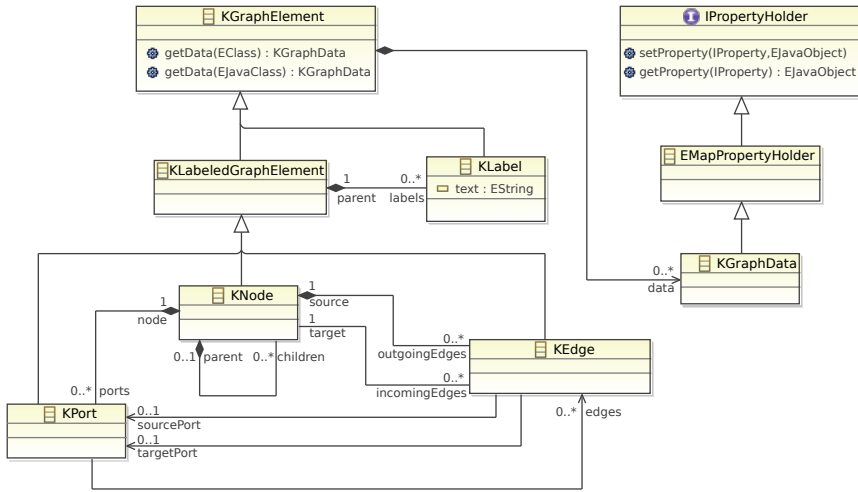 KGraphElement
getData(EClass) : KGraphData
getData(EJavaClass) : KGraphData
IPropertyHolder
setProperty(IProperty,EJavaObject)
getProperty(IProperty) : EJavaObject
EMapPropertyHolder
KLabeledGraphElement
1
parent
0..*
labels
KLabel
text : EString
KGraphData
0..*
data
KNode
1
node
1
source
1
target
0..1 parent
0..* children
0..*
outgoingEdges
0..*
incomingEdges
KEdge
0..* ports
KPort
0..1
sourcePort
0..1
targetPort
0..* edges